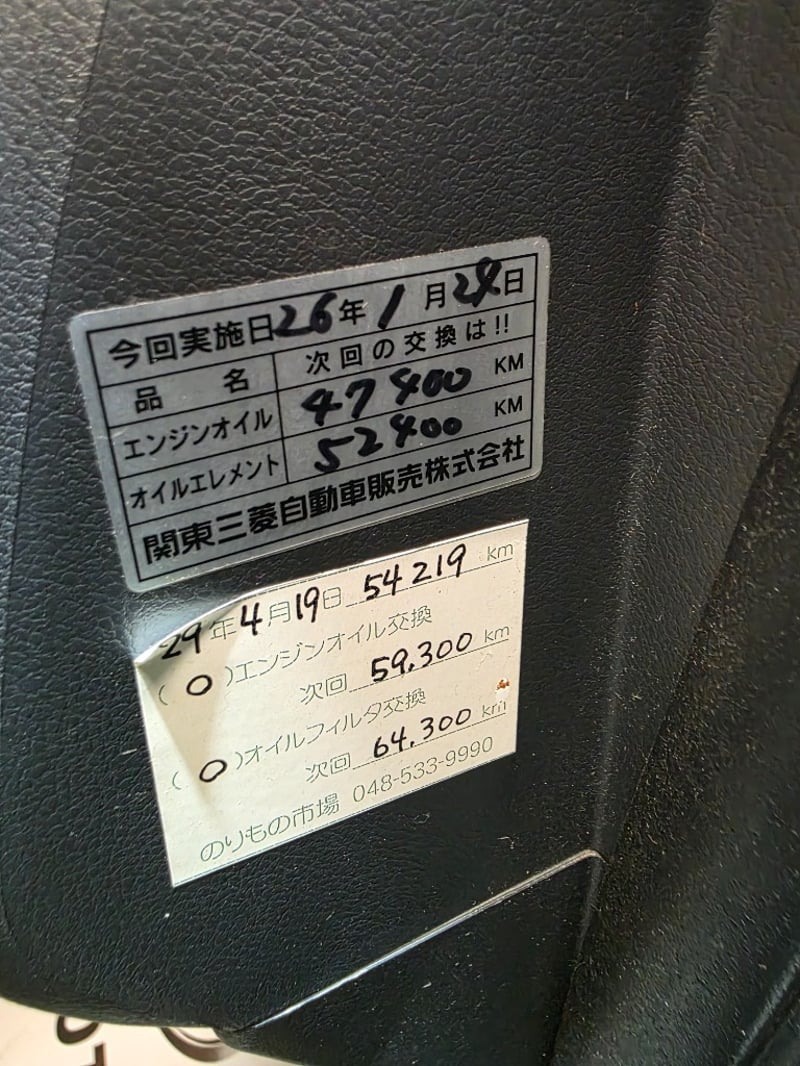 今回実施日26年1月28日
品名 次回の交換は!!
エンジンオイル 47400 KM
オイルエレメント 52400 KM
関東三菱自動車販売株式会社
29年4月19日 54219 km
(O)エンジンオイル交換
次回 59,300 km
(O)オイルフィルタ交換
次回 64,300 km
のりもの市場 048-533-9990